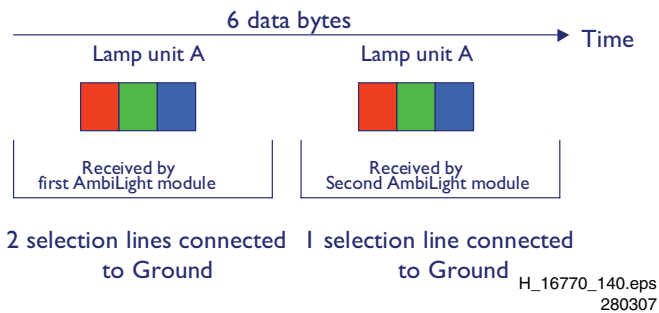 6 data bytes
Time
Lamp unit A
Lamp unit A
Received by
first AmbiLight module
Received by
Second AmbiLight module
2 selection lines connected
to Ground
1 selection line connected
to Ground
H_16770_140.eps
280307